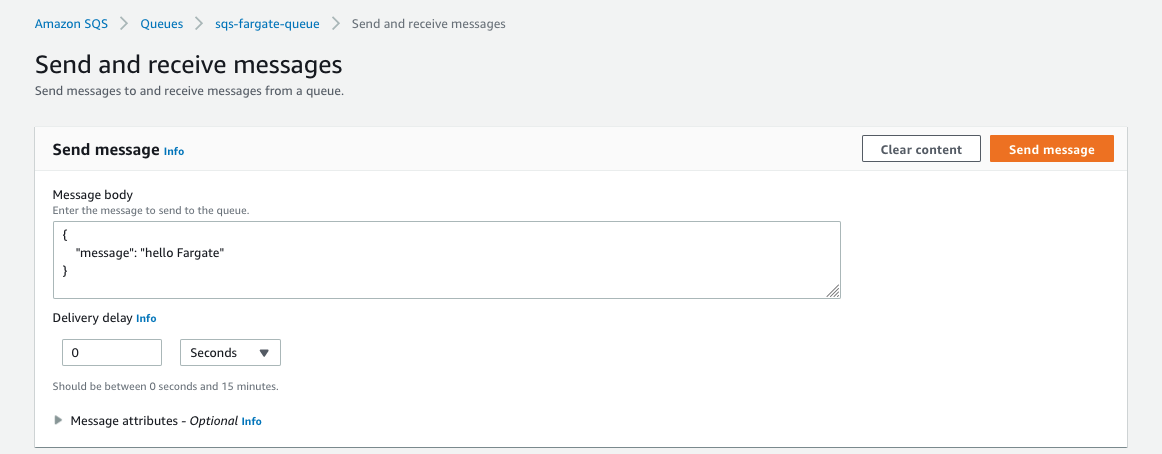 Amazon SQS > Queues > sqs-fargate-queue > Send and receive messages
Send and receive messages
Send messages to and receive messages from a queue.
Send message Info
Clear content
Send message
Message body
Enter the message to send to the queue.
{
"message": "hello Fargate"
}
Delivery delay Info
0
Seconds
Should be between 0 seconds and 15 minutes.
Message attributes - Optional Info